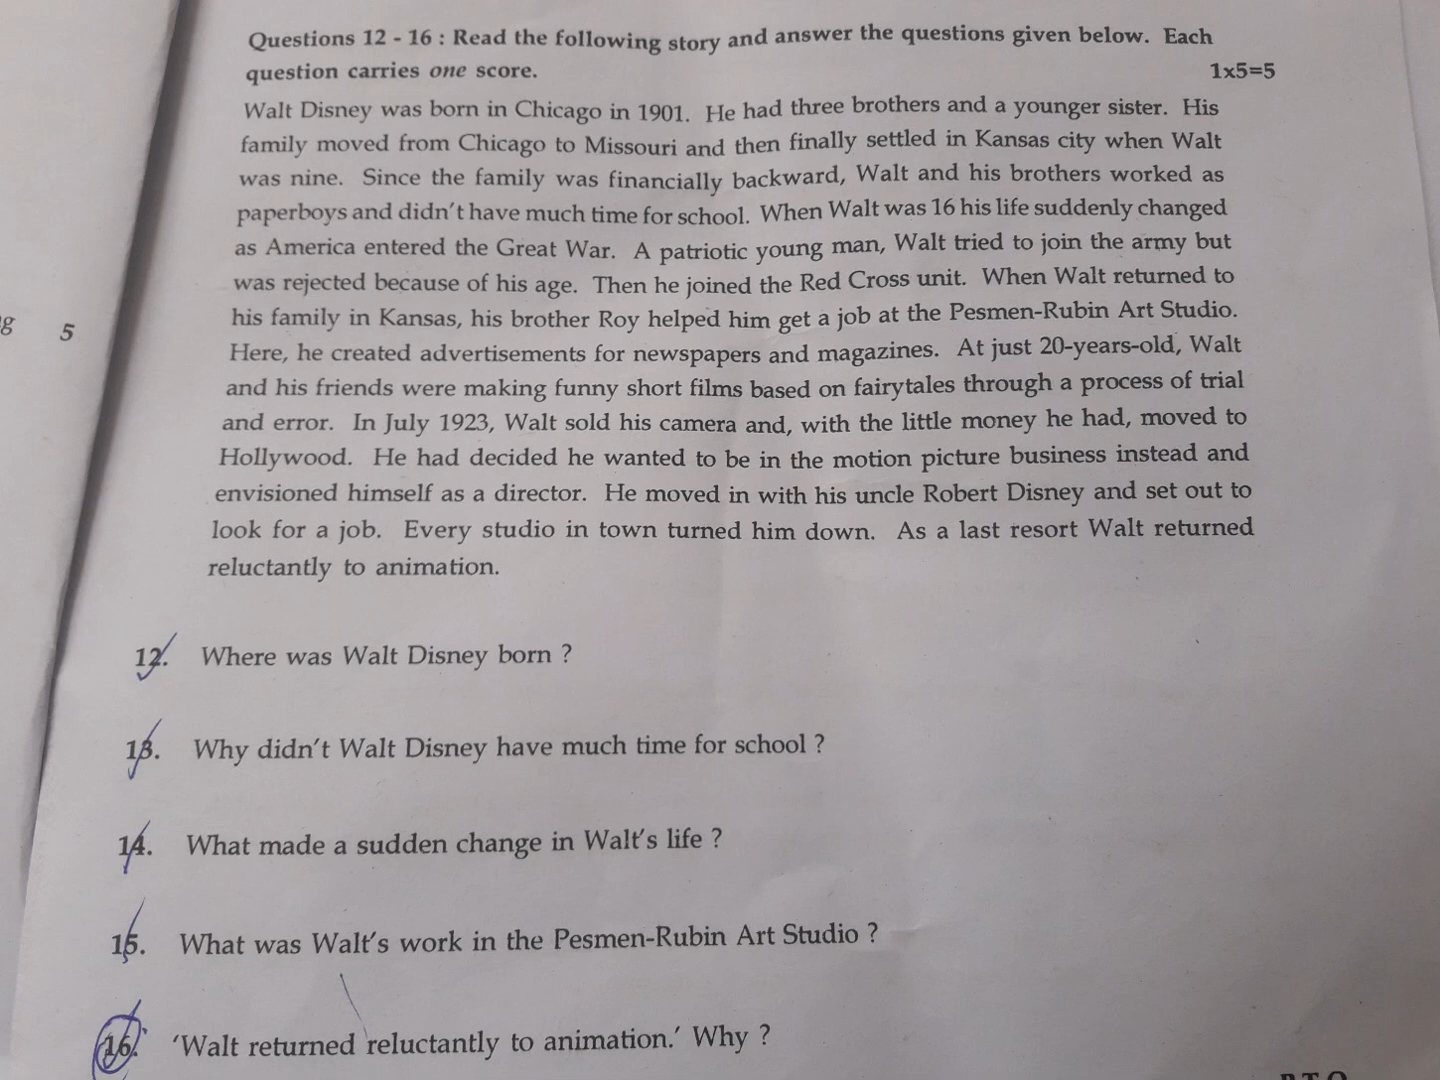 Questions 12 - 16 : Read the following story and answer the questions given below. Each
question carries one score. 1x5=5
Walt Disney was born in Chicago in 1901. He had three brothers and a younger sister. His
family moved from Chicago to Missouri and then finally settled in Kansas city when Walt
was nine. Since the family was financially backward, Walt and his brothers worked as
paperboys and didn't have much time for school. When Walt was 16 his life suddenly changed
as America entered the Great War. A patriotic young man, Walt tried to join the army but
was rejected because of his age. Then he joined the Red Cross unit. When Walt returned to
his family in Kansas, his brother Roy helped him get a job at the Pesmen-Rubin Art Studio.
Here, he created advertisements for newspapers and magazines. At just 20-years-old, Walt
and his friends were making funny short films based on fairytales through a process of trial
and error. In July 1923, Walt sold his camera and, with the little money he had, moved to
Hollywood. He had decided he wanted to be in the motion picture business instead and
envisioned himself as a director. He moved in with his uncle Robert Disney and set out to
look for a job. Every studio in town turned him down. As a last resort Walt returned
reluctantly to animation.
5
12. Where was Walt Disney born ?
13. Why didn't Walt Disney have much time for school ?
14. What made a sudden change in Walt's life ?
15. What was Walt's work in the Pesmen-Rubin Art Studio ?
16. 'Walt returned reluctantly to animation.' Why ?